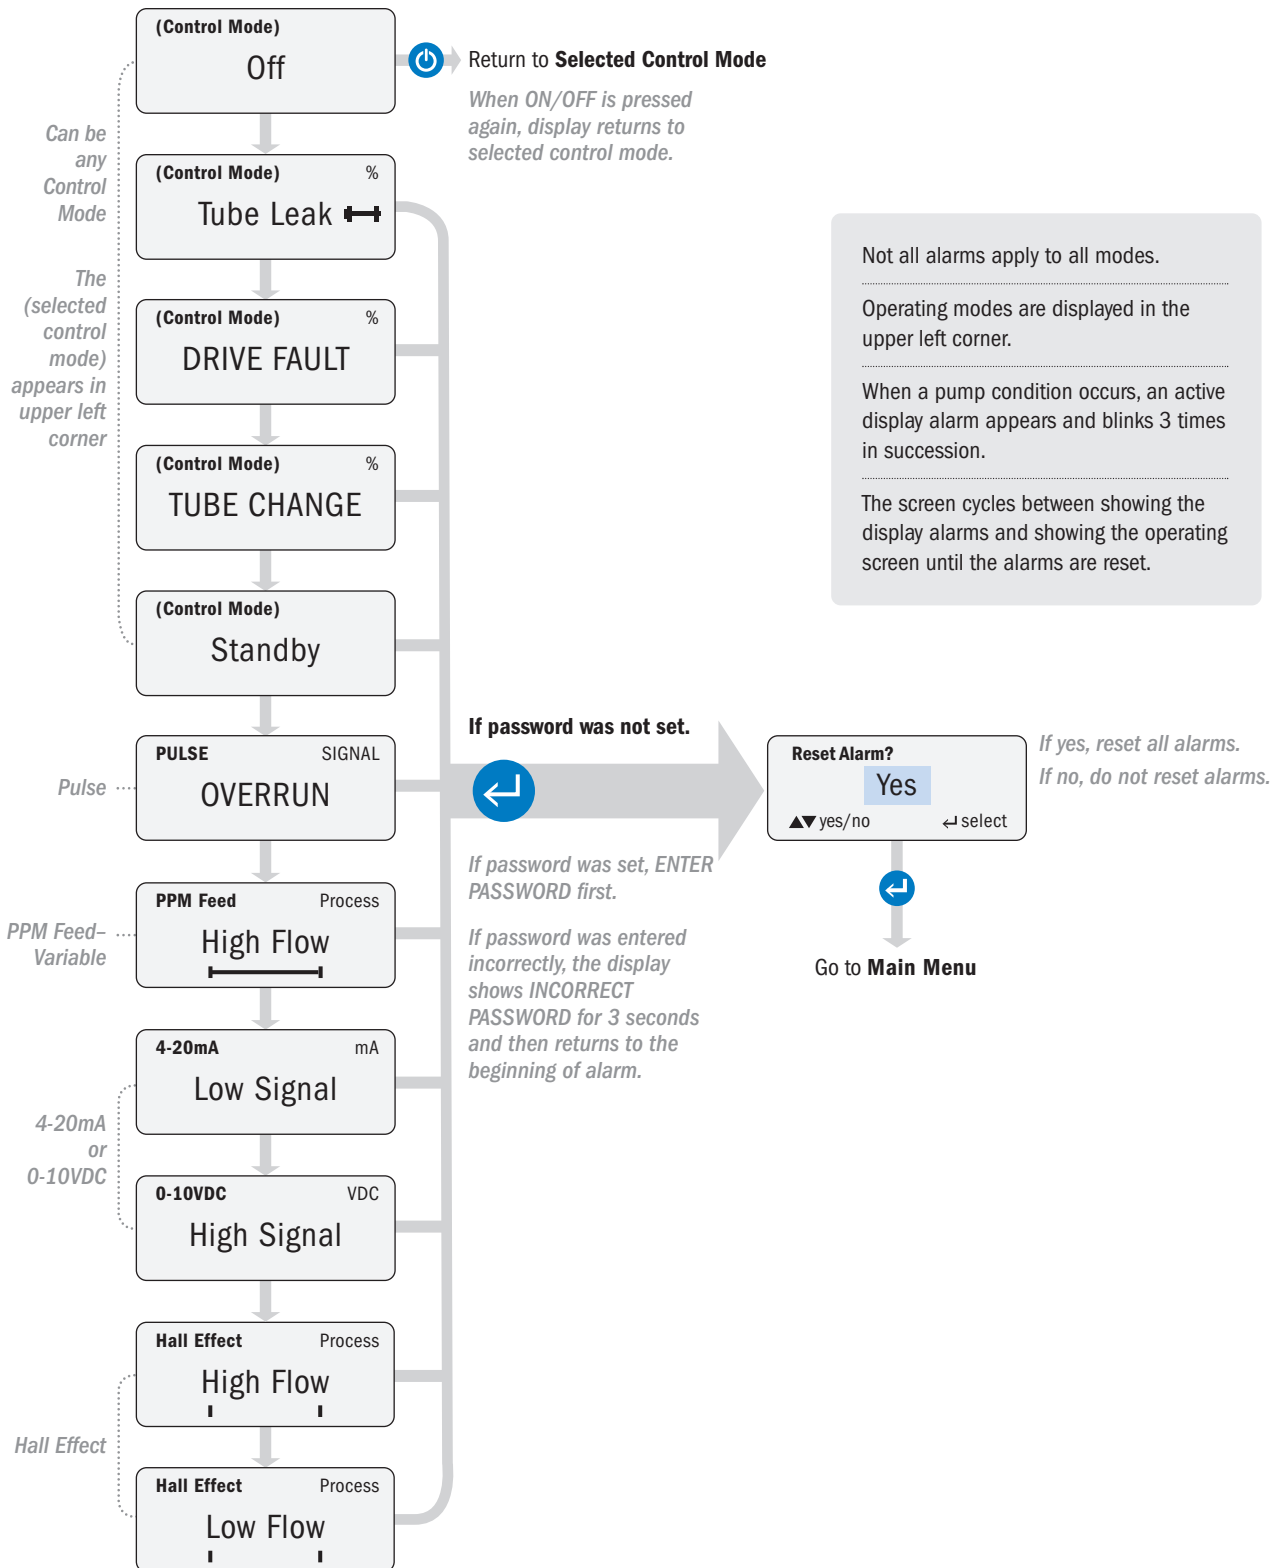 (Control Mode)
Off
Return to Selected Control Mode
When ON/OFF is pressed
again, display returns to
selected control mode.
Can be
any
Control
Mode
The
(selected
control
mode)
appears in
upper left
corner
(Control Mode) %
Tube Leak
(Control Mode) %
DRIVE FAULT
(Control Mode) %
TUBE CHANGE
(Control Mode)
Standby
Not all alarms apply to all modes.
Operating modes are displayed in the
upper left corner.
When a pump condition occurs, an active
display alarm appears and blinks 3 times
in succession.
The screen cycles between showing the
display alarms and showing the operating
screen until the alarms are reset.
Pulse
PULSE SIGNAL
OVERRUN
PPM Feed–
Variable
PPM Feed Process
High Flow
4-20mA
or
0-10VDC
4-20mA mA
Low Signal
0-10VDC VDC
High Signal
Hall Effect
Hall Effect Process
High Flow
Hall Effect Process
Low Flow
If password was not set.
If password was set, ENTER
PASSWORD first.
If password was entered
incorrectly, the display
shows INCORRECT
PASSWORD for 3 seconds
and then returns to the
beginning of alarm.
Reset Alarm?
Yes
▲▼ yes/no ↵ select
If yes, reset all alarms.
If no, do not reset alarms.
Go to Main Menu